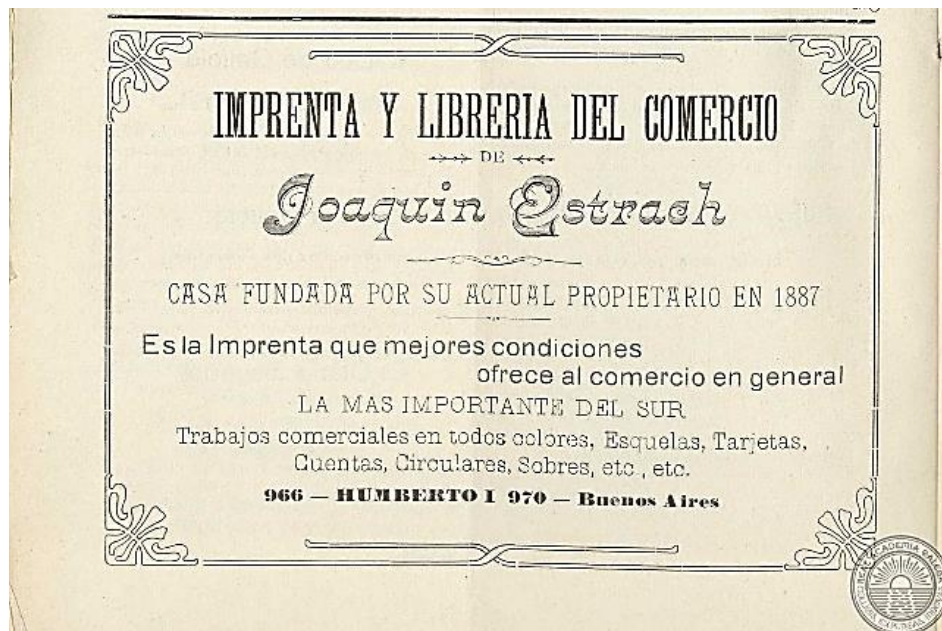 IMPRENTA Y LIBRERIA DEL COMERCIO
DE
Joaquin Estrach
CASA FUNDADA POR SU ACTUAL PROPIETARIO EN 1887
Es la Imprenta que mejores condiciones
ofrece al comercio en general
LA MAS IMPORTANTE DEL SUR
Trabajos comerciales en todos colores, Esquelas, Tarjetas,
Cuentas, Circulares, Sobres, etc., etc.
966 — HUMBERTO I 970 — Buenos Aires